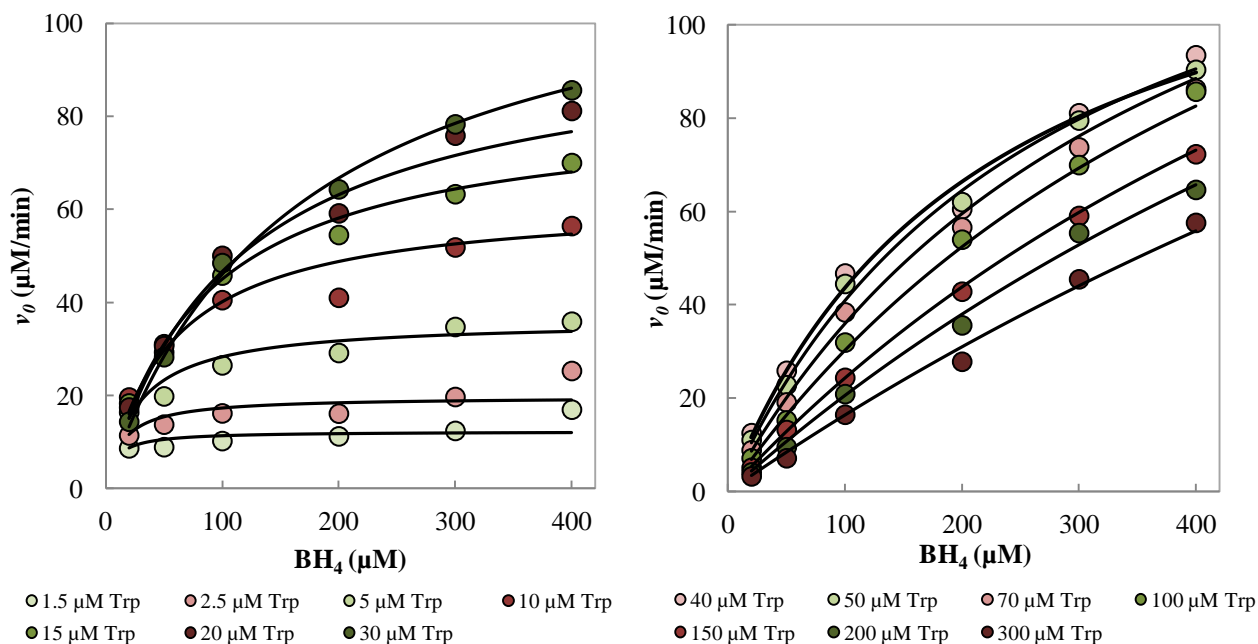 100
80
60
40
20
0
v₀ (µM/min)
0 100 200 300 400
BH₄ (µM)
1.5 µM Trp 2.5 µM Trp 5 µM Trp 10 µM Trp
15 µM Trp 20 µM Trp 30 µM Trp
100
80
60
40
20
0
v₀ (µM/min)
0 100 200 300 400
BH₄ (µM)
40 µM Trp 50 µM Trp 70 µM Trp 100 µM Trp
150 µM Trp 200 µM Trp 300 µM Trp